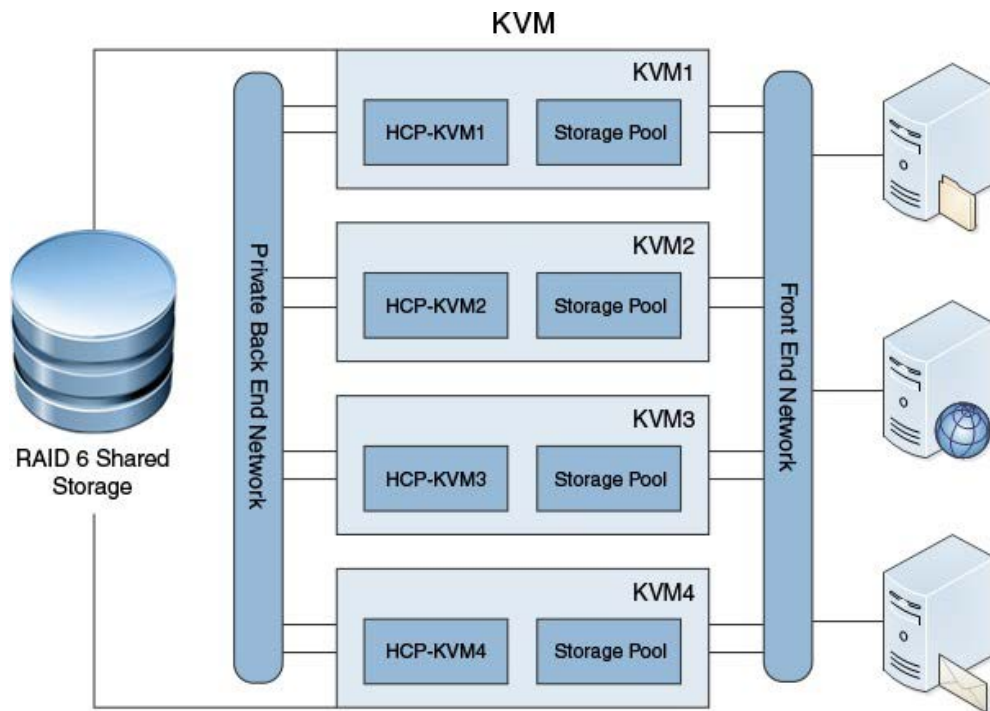 KVM
KVM1
HCP-KVM1
Storage Pool
KVM2
HCP-KVM2
Storage Pool
KVM3
HCP-KVM3
Storage Pool
KVM4
HCP-KVM4
Storage Pool
Private Back End Network
Front End Network
RAID 6 Shared
Storage